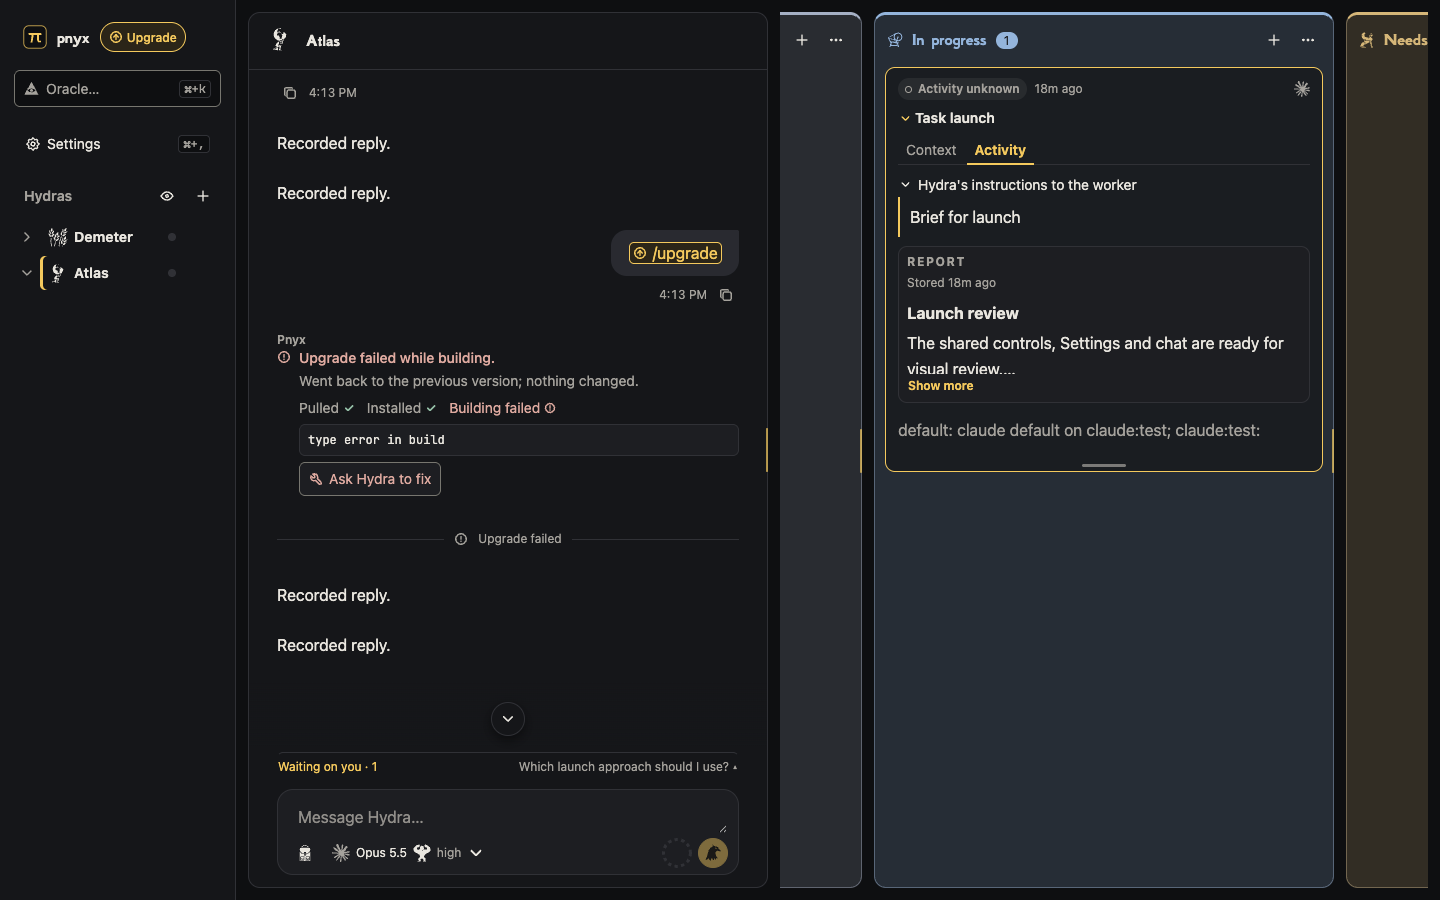 pnyx
Upgrade
Oracle...
⌘+k
Settings
⌘+,
Hydras
Demeter
Atlas
Atlas
4:13 PM
Recorded reply.
Recorded reply.
/upgrade
4:13 PM
Pnyx
Upgrade failed while building.
Went back to the previous version; nothing changed.
Pulled ✓ Installed ✓ Building failed
type error in build
Ask Hydra to fix
Upgrade failed
Recorded reply.
Recorded reply.
Waiting on you · 1
Which launch approach should I use?
Message Hydra...
Opus 5.5 high
In progress 1
Activity unknown 18m ago
Task launch
Context Activity
Hydra's instructions to the worker
Brief for launch
REPORT
Stored 18m ago
Launch review
The shared controls, Settings and chat are ready for
visual review....
Show more
default: claude default on claude:test; claude:test:
Needs